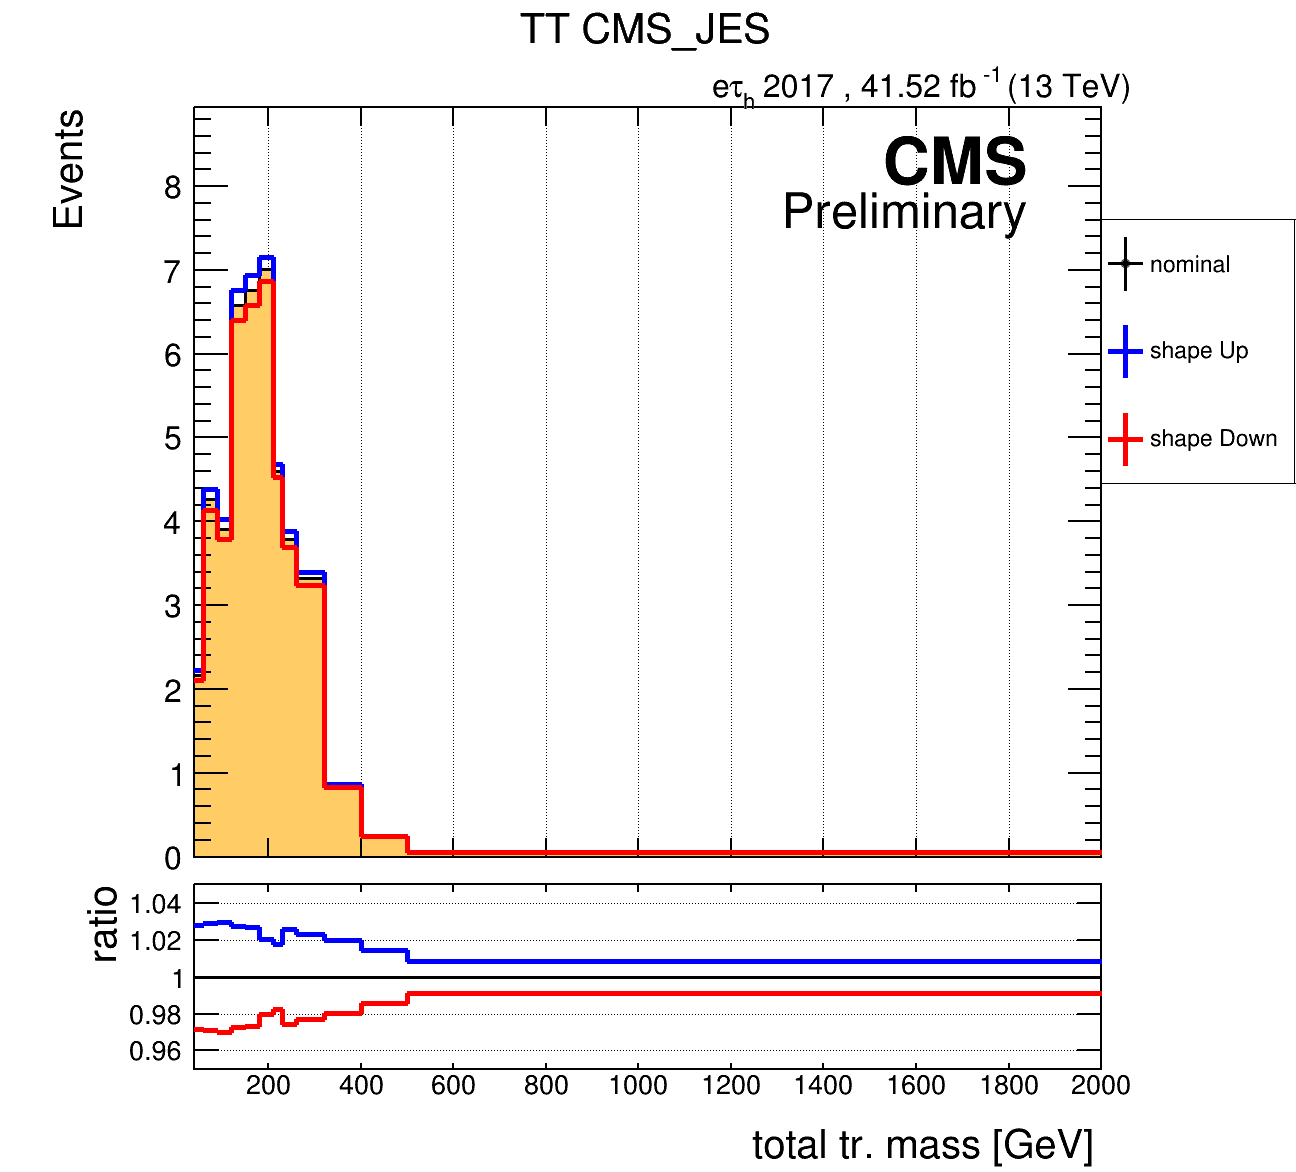 TT CMS_JES
eτh 2017 , 41.52 fb -1 (13 TeV)
Events
CMS
Preliminary
8
7
6
5
4
3
2
1
0
nominal
shape Up
shape Down
ratio
1.04
1.02
1
0.98
0.96
200 400 600 800 1000 1200 1400 1600 1800 2000
total tr. mass [GeV]